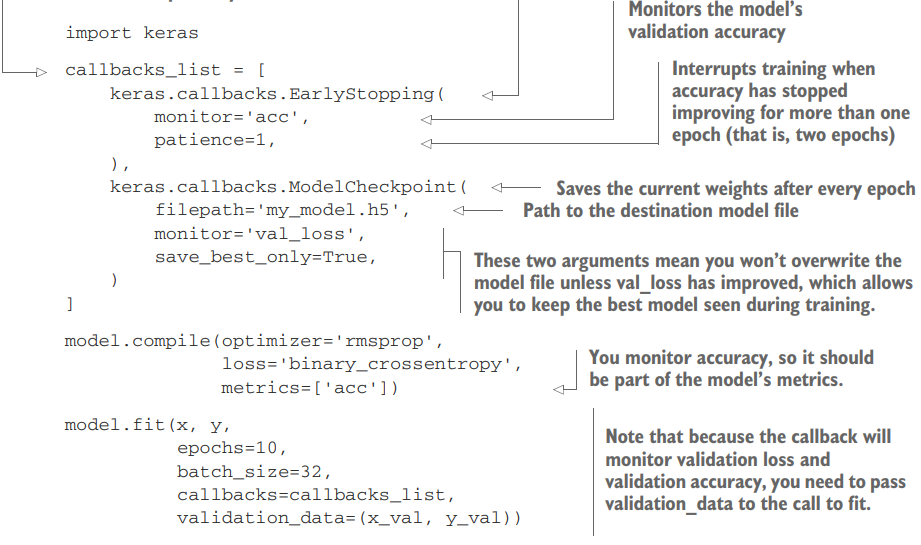 Monitors the model's
validation accuracy
import keras
callbacks_list = [
keras.callbacks.EarlyStopping(
monitor='acc',
patience=1,
),
Interrupts training when
accuracy has stopped
improving for more than one
epoch (that is, two epochs)
keras.callbacks.ModelCheckpoint(
Saves the current weights after every epoch
filepath='my_model.h5',
Path to the destination model file
monitor='val_loss',
save_best_only=True,
)
]
These two arguments mean you won't overwrite the
model file unless val_loss has improved, which allows
you to keep the best model seen during training.
model.compile(optimizer='rmsprop',
loss='binary_crossentropy',
metrics=['acc'])
You monitor accuracy, so it should
be part of the model's metrics.
model.fit(x, y,
epochs=10,
batch_size=32,
callbacks=callbacks_list,
validation_data=(x_val, y_val))
Note that because the callback will
monitor validation loss and
validation accuracy, you need to pass
validation_data to the call to fit.